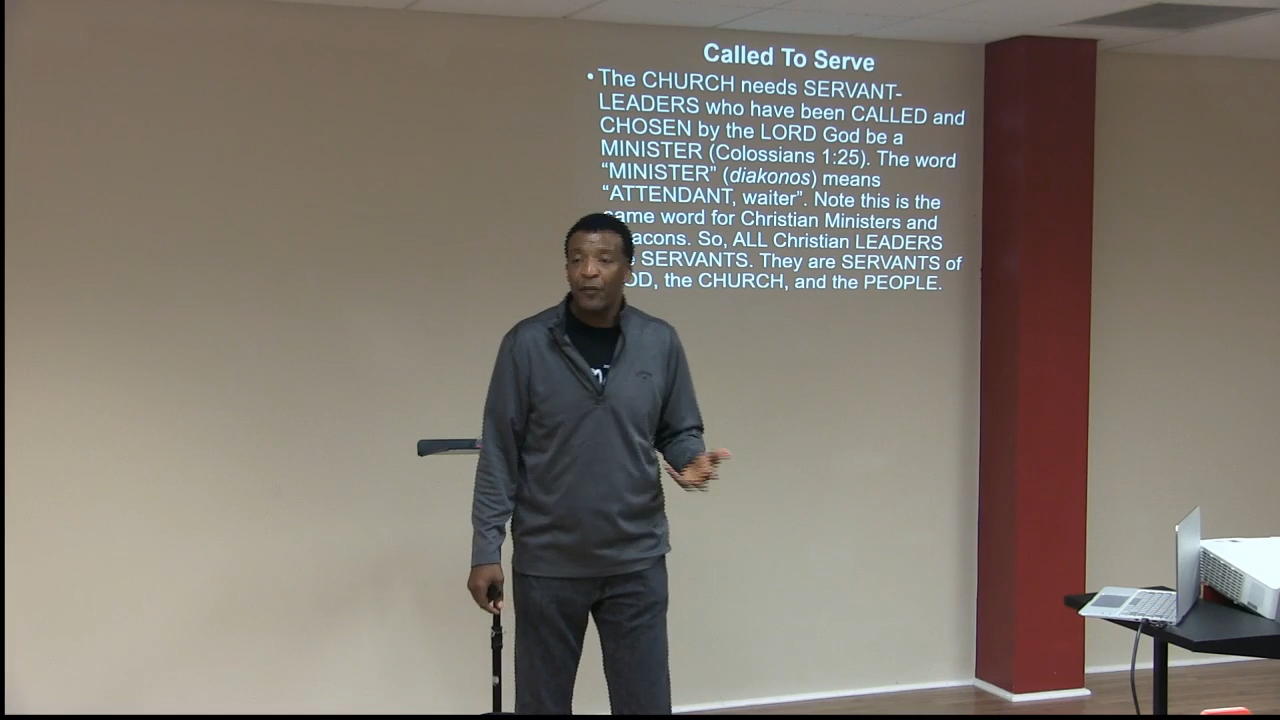 Called To Serve
• The CHURCH needs SERVANT-
LEADERS who have been CALLED and
CHOSEN by the LORD God be a
MINISTER (Colossians 1:25). The word
“MINISTER” (diakonos) means
“ATTENDANT, waiter”. Note this is the
same word for Christian Ministers and
acons. So, ALL Christian LEADERS
SERVANTS. They are SERVANTS of
OD, the CHURCH, and the PEOPLE.